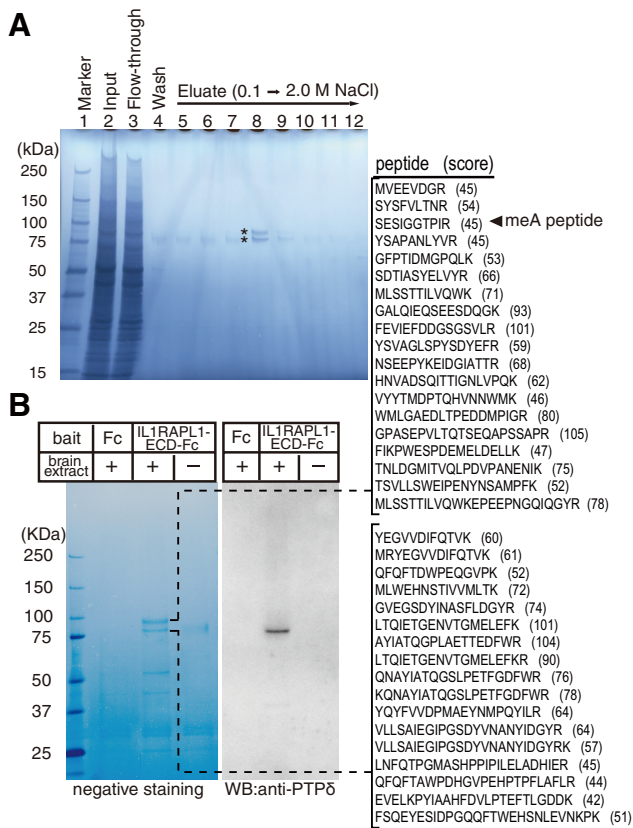 A
Marker
Input
Flow-through
Wash
Eluate (0.1 → 2.0 M NaCl)
1 2 3 4 5 6 7 8 9 10 11 12
(kDa)
250
150
100
75
50
37
25
15
*
*
peptide (score)
MVEEVDGR (45)
SYSFVLTNR (54)
SESIGGTPIR (45) ◀ meA peptide
YSAPANLYVR (45)
GFPTIDMGPQLK (53)
SDTIASYELVYR (66)
MLSSTTILVQWK (71)
GALQIEQSEESDQGK (93)
FEVIEFDDGSGSVLR (101)
YSVAGLSPYSDYEFR (59)
NSEEPYKEIDGIATTR (68)
HNVADSQITTIGNLVPQK (62)
VYYTMDPTQHVNNWMK (46)
WMLGAEDLTPEDDMPIGR (80)
GPASEPVLTQTSEQAPSSAPR (105)
FIKPWESPDEMELDELLK (47)
TNLDGMITVQLPDVPANENIK (75)
TSVLLSWEIPENYNSAMPFK (52)
MLSSTTILVQWKEPEEPNGQIQGYR (78)
B
bait Fc IL1RAPL1-ECD-Fc
brain extract + + −
Fc IL1RAPL1-ECD-Fc
+ + −
(KDa)
250
150
100
75
50
37
25
negative staining
WB:anti-PTPδ
YEGVVDIFQTVK (60)
MRYEGVVDIFQTVK (61)
QFQFTDWPEQGVPK (52)
MLWEHNSTIVVMLTK (72)
GVEGSDYINASFLDGYR (74)
LTQIETGENVTGMELEFK (101)
AYIATQGPLAETTEDFWR (104)
LTQIETGENVTGMELEFKR (90)
QNAYIATQGSLPETFGDFWR (76)
KQNAYIATQGSLPETFGDFWR (78)
YQYFVVDPMAEYNMPQYILR (64)
VLLSAIEGIPGSDYVNANYIDGYR (64)
VLLSAIEGIPGSDYVNANYIDGYRK (57)
LNFQTPGMASHPPIPILELADHIER (45)
QFQFTAWPDHGVPEHPTPFLAFLR (44)
EVELKPYIAAHFDVLPTEFTLGDDK (42)
FSQEYESIDPGQQFTWEHSNLEVNKPK (51)